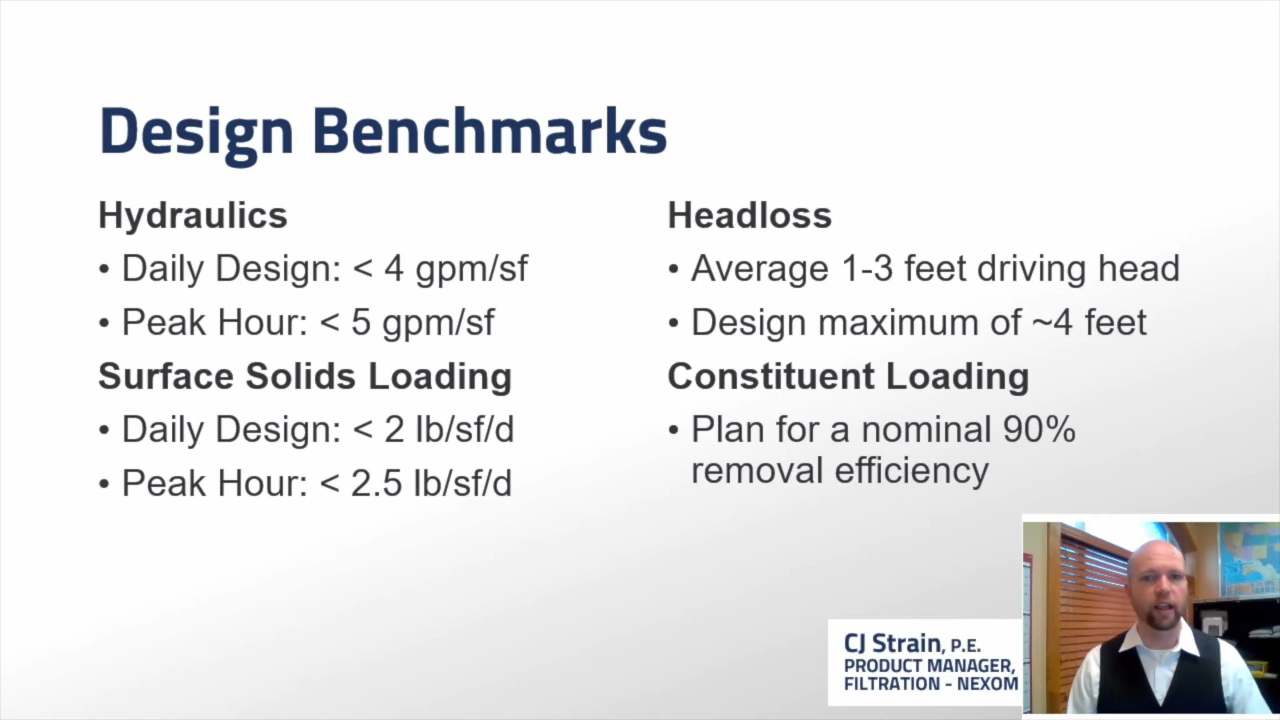 Design Benchmarks
Hydraulics
• Daily Design: < 4 gpm/sf
• Peak Hour: < 5 gpm/sf
Surface Solids Loading
• Daily Design: < 2 lb/sf/d
• Peak Hour: < 2.5 lb/sf/d
Headloss
• Average 1-3 feet driving head
• Design maximum of ~4 feet
Constituent Loading
• Plan for a nominal 90%
removal efficiency
CJ Strain, P.E.
PRODUCT MANAGER,
FILTRATION - NEXOM